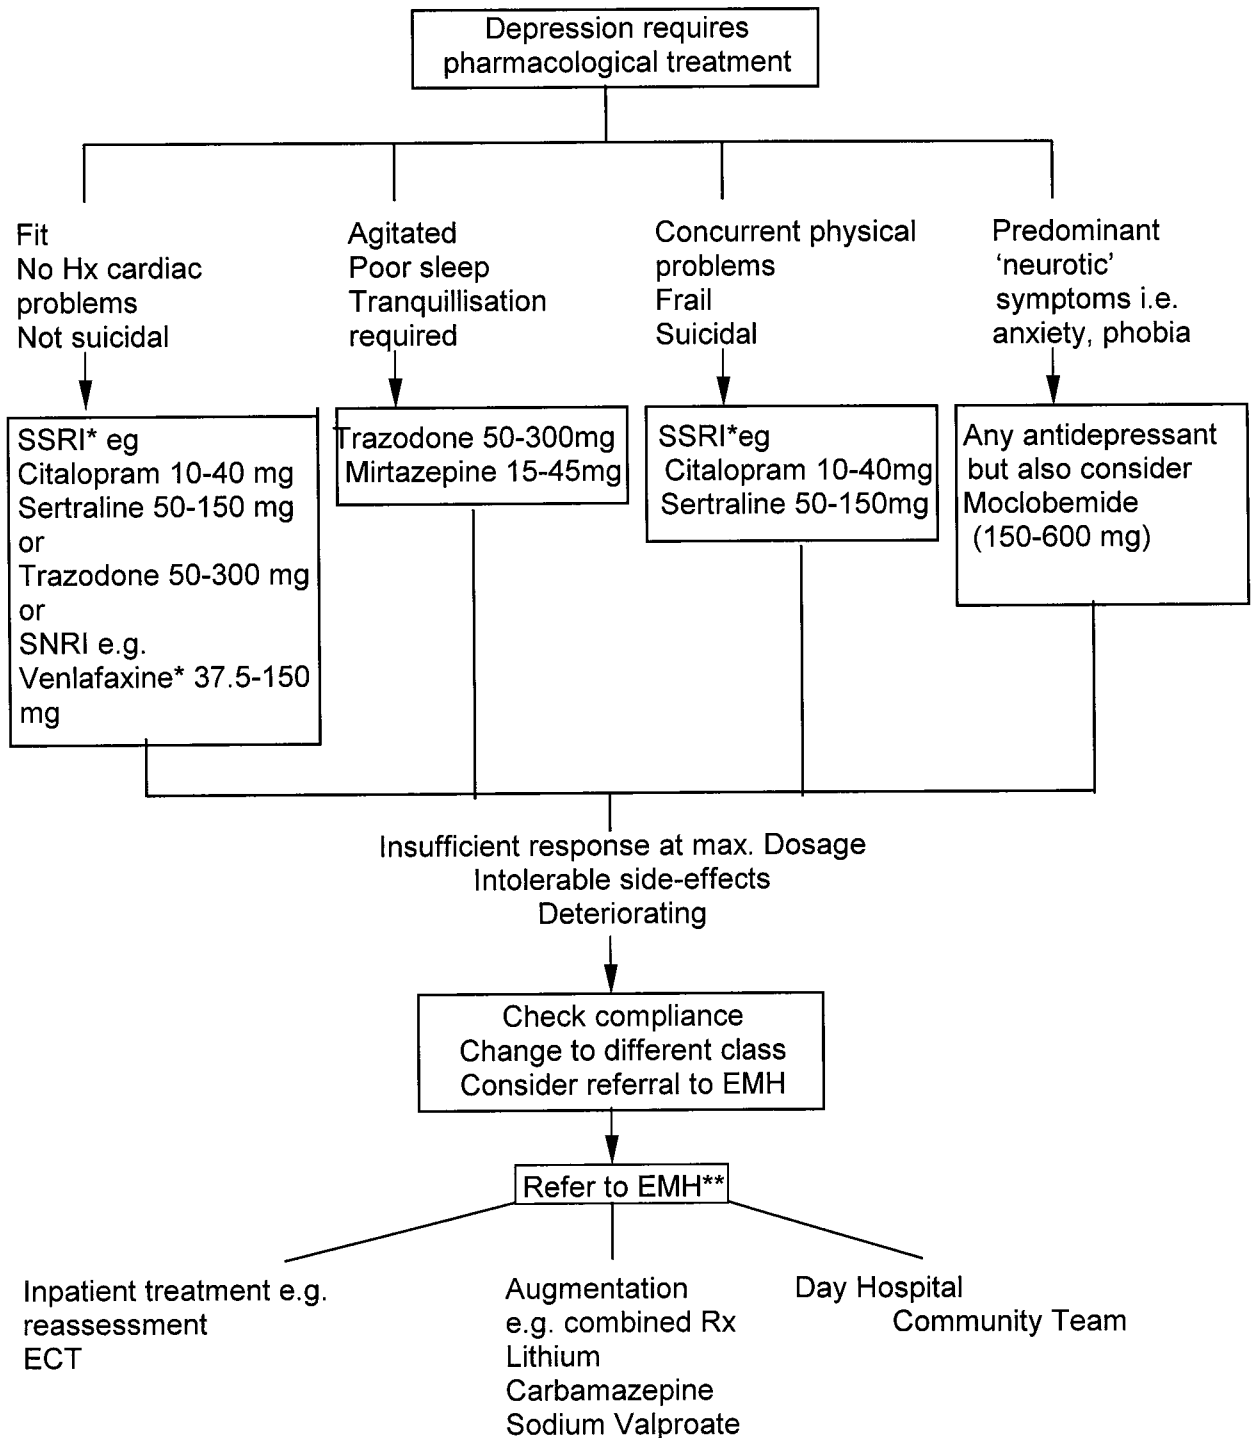 Depression requires
pharmacological treatment
Fit
No Hx cardiac
problems
Not suicidal
Agitated
Poor sleep
Tranquillisation
required
Concurrent physical
problems
Frail
Suicidal
Predominant
‘neurotic’
symptoms i.e.
anxiety, phobia
SSRI* eg
Citalopram 10-40 mg
Sertraline 50-150 mg
or
Trazodone 50-300 mg
or
SNRI e.g.
Venlafaxine* 37.5-150
mg
Trazodone 50-300mg
Mirtazepine 15-45mg
SSRI*eg
Citalopram 10-40mg
Sertraline 50-150mg
Any antidepressant
but also consider
Moclobemide
(150-600 mg)
Insufficient response at max. Dosage
Intolerable side-effects
Deteriorating
Check compliance
Change to different class
Consider referral to EMH
Refer to EMH**
Inpatient treatment e.g.
reassessment
ECT
Augmentation
e.g. combined Rx
Lithium
Carbamazepine
Sodium Valproate
Day Hospital
Community Team